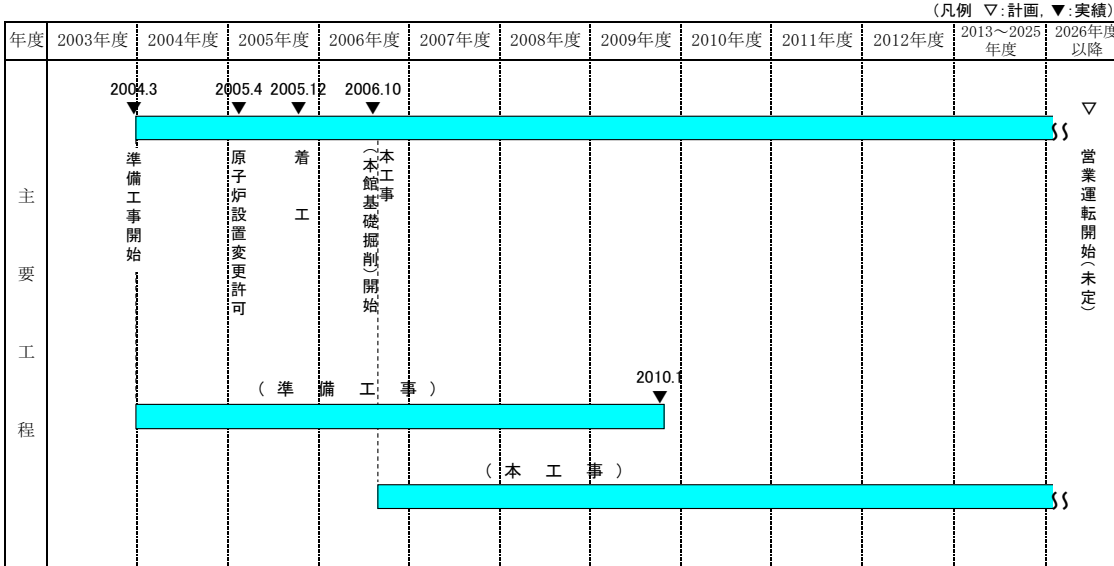 (凡例 ▽:計画, ▼:実績)
年度 2003年度 2004年度 2005年度 2006年度 2007年度 2008年度 2009年度 2010年度 2011年度 2012年度 2013~2025年度 2026年度以降
主要工程
2004.3 2005.4 2005.12 2006.10
▼ ▼ ▼ ▼ ▽
準備工事開始
原子炉設置変更許可
着工
本工事
(本館基礎掘削)開始
営業運転開始(未定)
(準備工事)
2010.1
▼
(本工事)